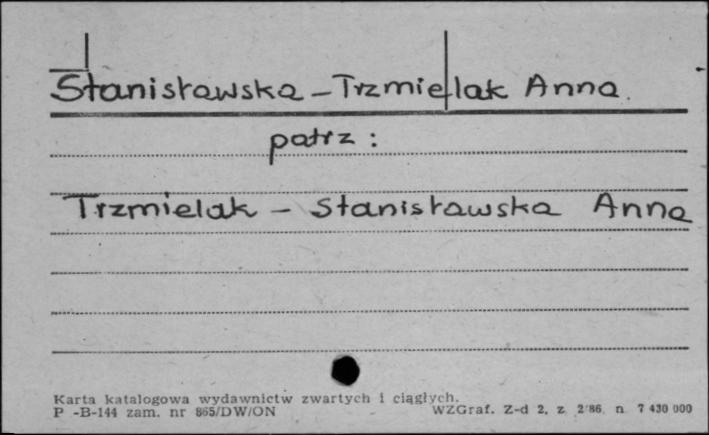 Stanisławska – Trzmielak Anna.
patrz :
Trzmielak – Stanisławska Anna
Karta katalogowa wydawnictw zwartych i ciągłych.
P -B-144 zam. nr 865/DW/ON WZGraf. Z-d 2, z. 2/86. n. 7 430 000